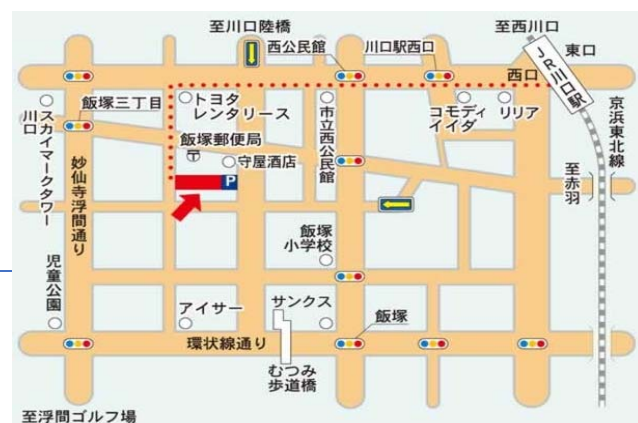 至川口陸橋
至西川口
西公民館
川口駅西口
JR川口駅
東口
西口
飯塚三丁目
トヨタ
レンタリース
市立西公民館
コモディ
イイダ
リリア
京浜東北線
川口
スカイマークタワー
飯塚郵便局
守屋酒店
P
妙仙寺浮間通り
至赤羽
飯塚
小学校
児童公園
アイサー
サンクス
飯塚
環状線通り
むつみ
歩道橋
至浮間ゴルフ場